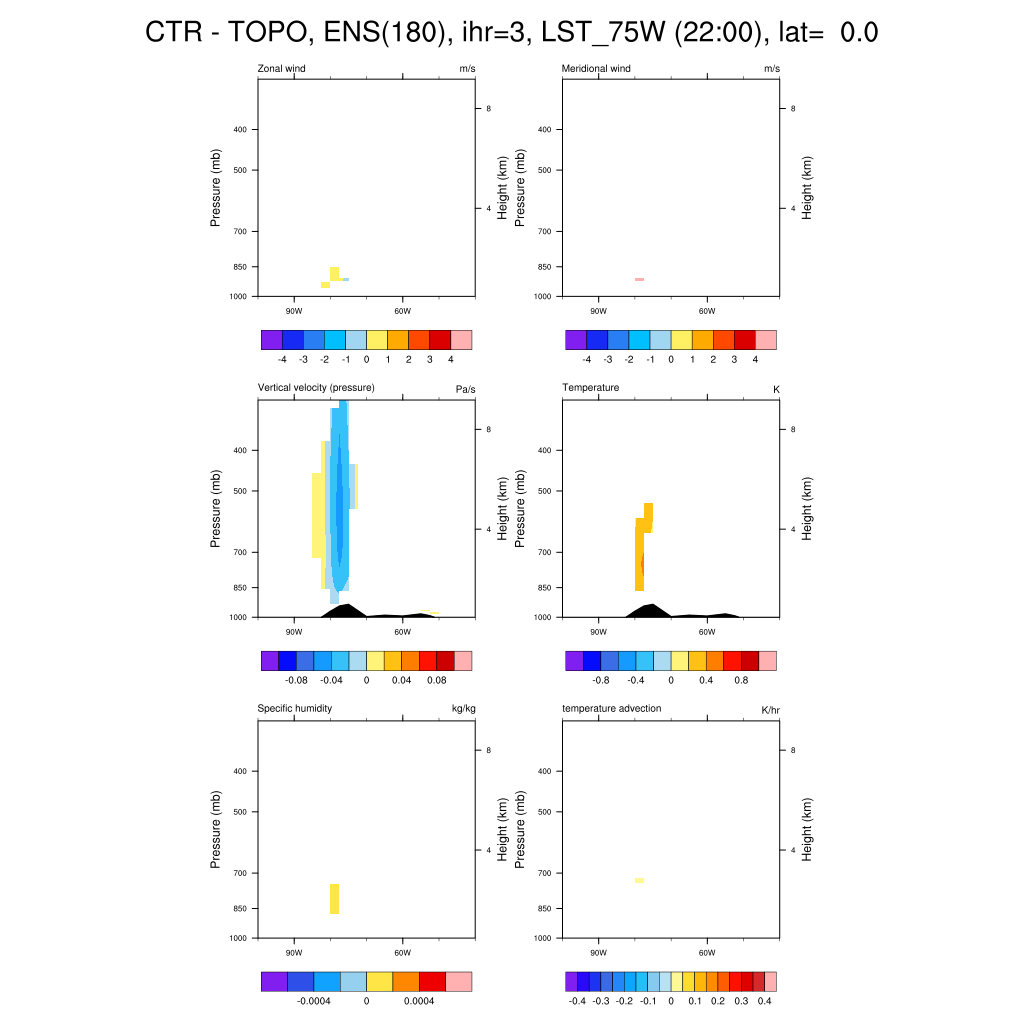 CTR - TOPO, ENS(180), ihr=3, LST_75W (22:00), lat=  0.0
Zonal wind m/s
Pressure (mb)
400
500
700
850
1000
8
4
Height (km)
90W 60W
-4 -3 -2 -1 0 1 2 3 4
Meridional wind m/s
Pressure (mb)
400
500
700
850
1000
8
4
Height (km)
90W 60W
-4 -3 -2 -1 0 1 2 3 4
Vertical velocity (pressure) Pa/s
Pressure (mb)
400
500
700
850
1000
8
4
Height (km)
90W 60W
-0.08 -0.04 0 0.04 0.08
Temperature K
Pressure (mb)
400
500
700
850
1000
8
4
Height (km)
90W 60W
-0.8 -0.4 0 0.4 0.8
Specific humidity kg/kg
Pressure (mb)
400
500
700
850
1000
8
4
Height (km)
90W 60W
-0.0004 0 0.0004
temperature advection K/hr
Pressure (mb)
400
500
700
850
1000
8
4
Height (km)
90W 60W
-0.4 -0.3 -0.2 -0.1 0 0.1 0.2 0.3 0.4